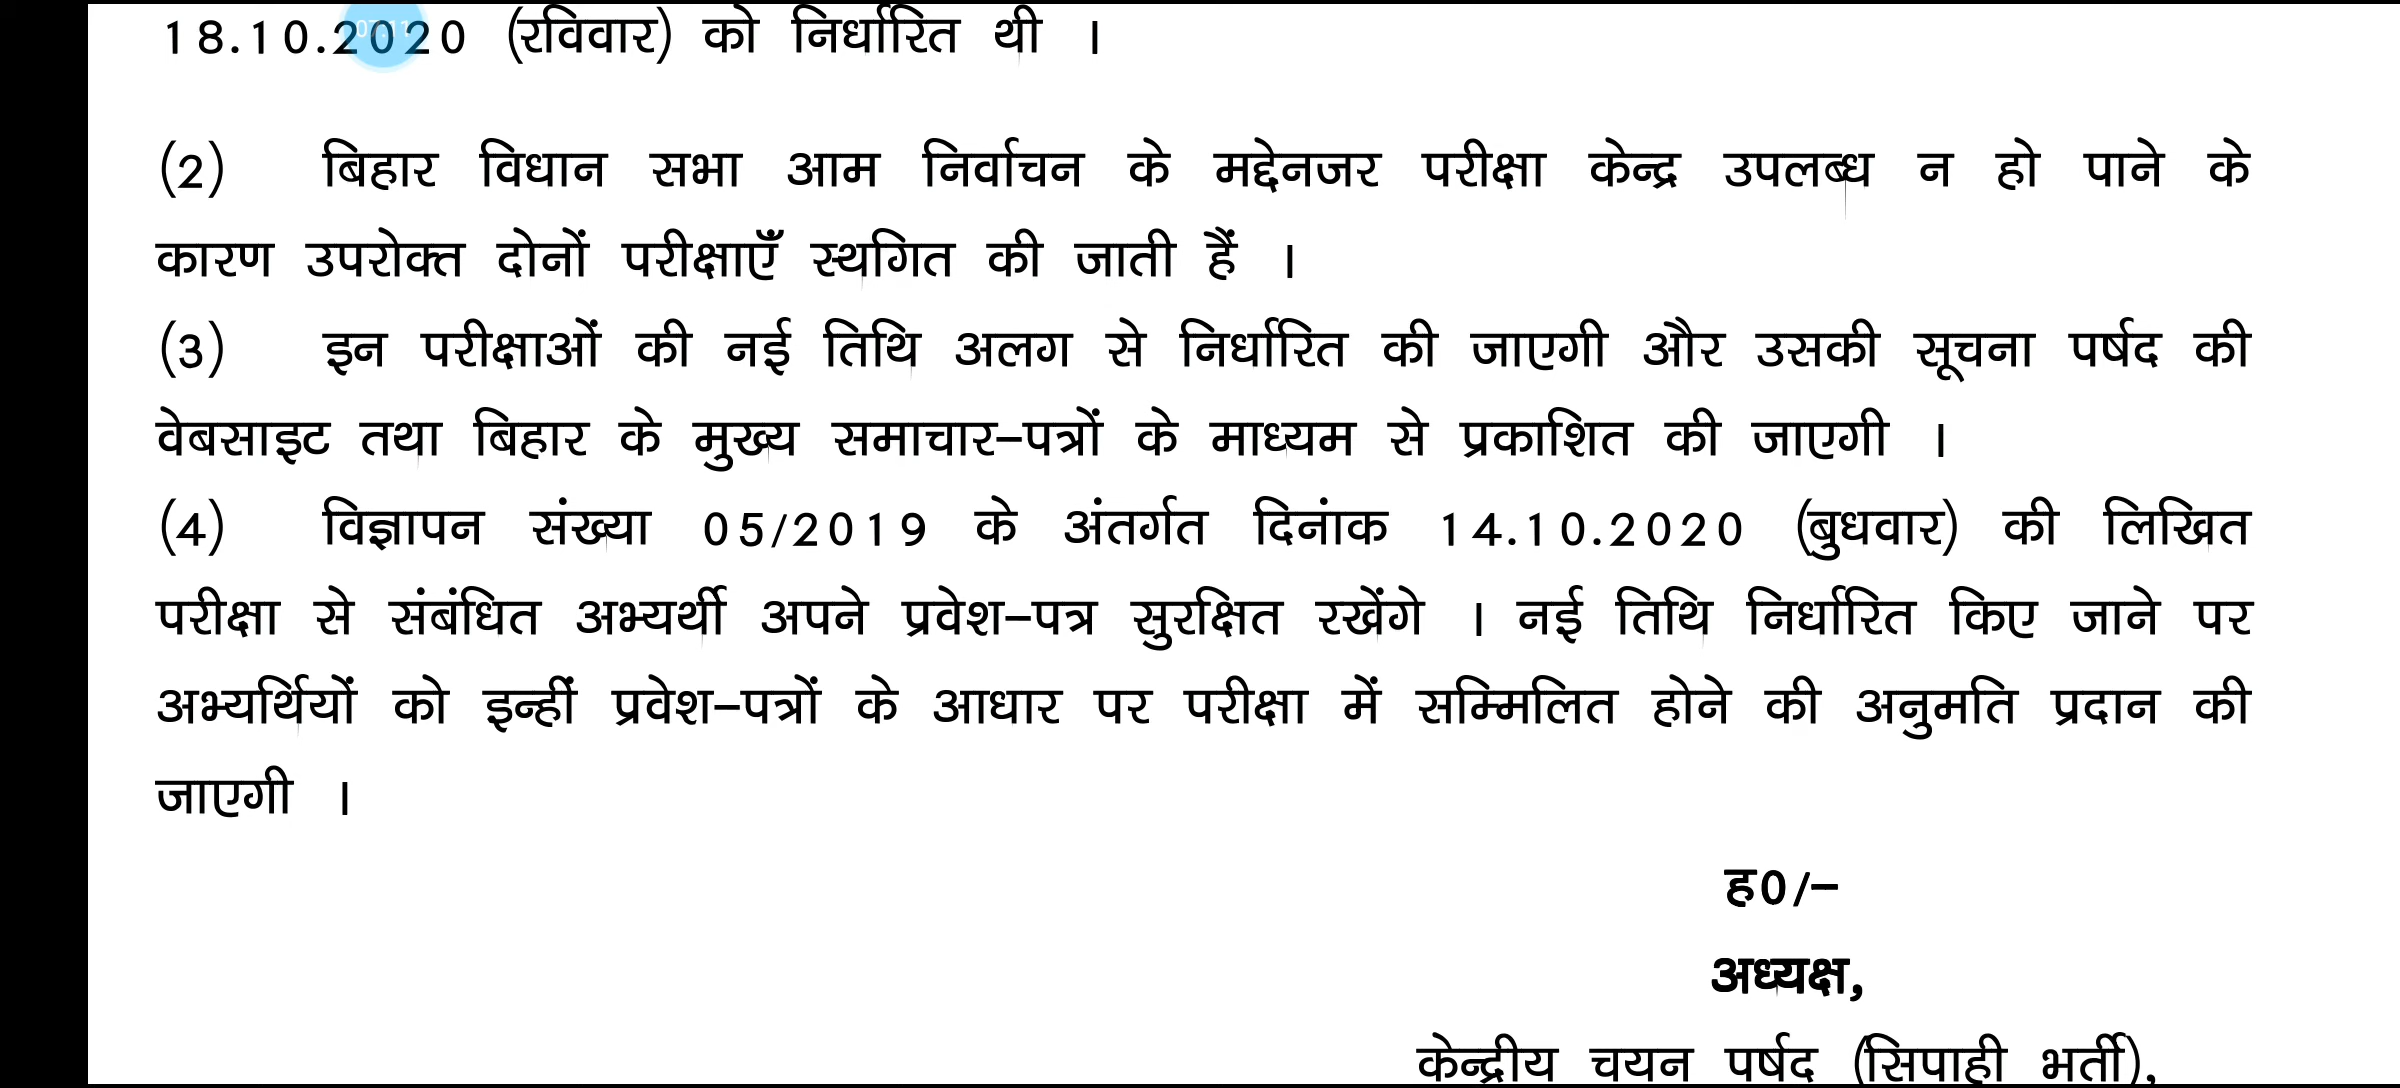 18.10.2020 (रविवार) को निर्धारित थी ।
(2) बिहार विधान सभा आम निर्वाचन के मद्देनजर परीक्षा केन्द्र उपलब्ध न हो पाने के
कारण उपरोक्त दोनों परीक्षाएँ स्थगित की जाती हैं ।
(3) इन परीक्षाओं की नई तिथि अलग से निर्धारित की जाएगी और उसकी सूचना पर्षद की
वेबसाइट तथा बिहार के मुख्य समाचार–पत्रों के माध्यम से प्रकाशित की जाएगी ।
(4) विज्ञापन संख्या 05/2019 के अंतर्गत दिनांक 14.10.2020 (बुधवार) की लिखित
परीक्षा से संबंधित अभ्यर्थी अपने प्रवेश–पत्र सुरक्षित रखेंगे । नई तिथि निर्धारित किए जाने पर
अभ्यर्थियों को इन्हीं प्रवेश–पत्रों के आधार पर परीक्षा में सम्मिलित होने की अनुमति प्रदान की
जाएगी ।
ह0/–
अध्यक्ष,
केन्द्रीय चयन पर्षद (सिपाही भर्ती),